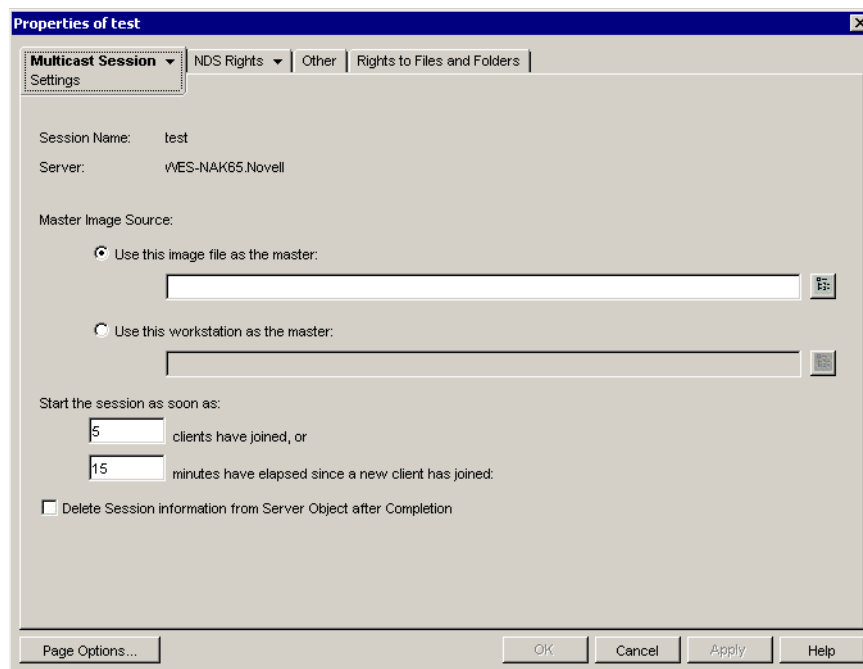 Properties of test
Multicast Session NDS Rights Other Rights to Files and Folders
Settings
Session Name: test
Server: WES-NAK65.Novell
Master Image Source:
Use this image file as the master:
Use this workstation as the master:
Start the session as soon as:
5 clients have joined, or
15 minutes have elapsed since a new client has joined:
Delete Session information from Server Object after Completion
Page Options... OK Cancel Apply Help